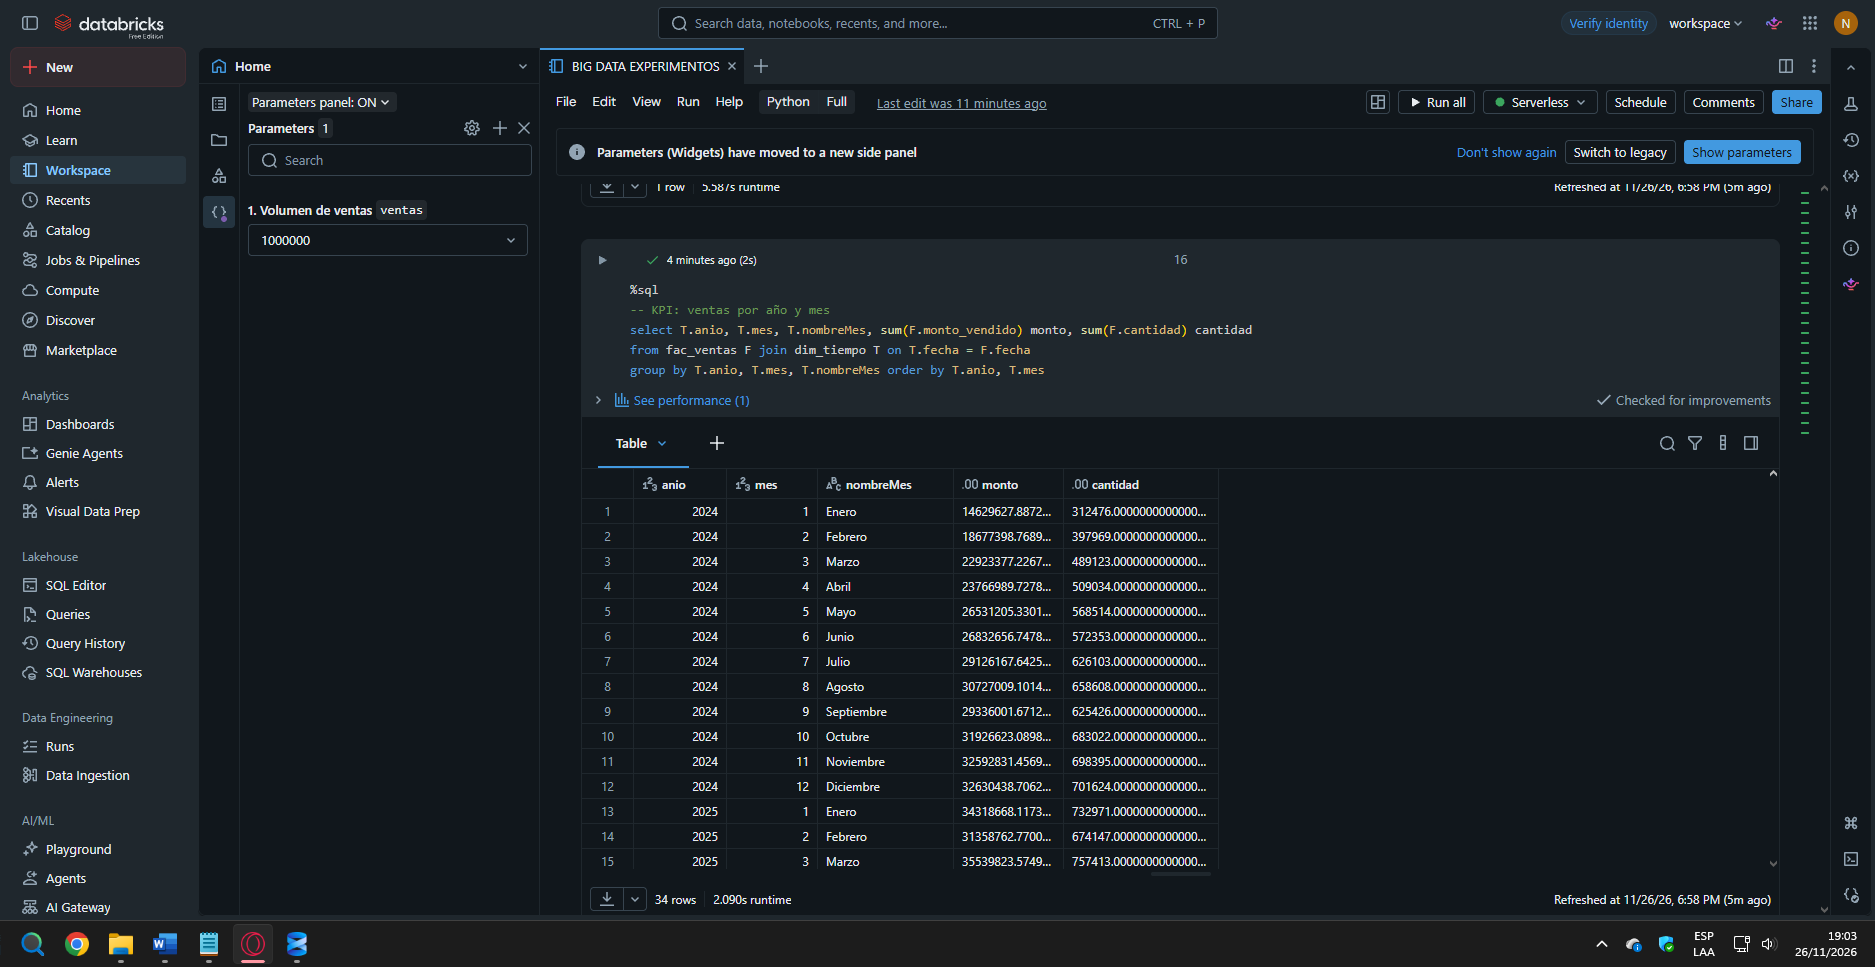 databricks
Free Edition
Search data, notebooks, recents, and more...
CTRL + P
Verify identity
workspace
N
New
Home
Learn
Workspace
Recents
Catalog
Jobs & Pipelines
Compute
Discover
Marketplace
Analytics
Dashboards
Genie Agents
Alerts
Visual Data Prep
Lakehouse
SQL Editor
Queries
Query History
SQL Warehouses
Data Engineering
Runs
Data Ingestion
AI/ML
Playground
Agents
AI Gateway
Home
Parameters panel: ON
Parameters 1
Search
1. Volumen de ventas ventas
1000000
BIG DATA EXPERIMENTOS
File Edit View Run Help Python Full Last edit was 11 minutes ago
Run all Serverless Schedule Comments Share
Parameters (Widgets) have moved to a new side panel
Don't show again Switch to legacy Show parameters
1 row 5.587s runtime
Refreshed at 11/26/26, 6:58 PM (5m ago)
4 minutes ago (2s)
16
%sql
-- KPI: ventas por año y mes
select T.anio, T.mes, T.nombreMes, sum(F.monto_vendido) monto, sum(F.cantidad) cantidad
from fac_ventas F join dim_tiempo T on T.fecha = F.fecha
group by T.anio, T.mes, T.nombreMes order by T.anio, T.mes
See performance (1)
Checked for improvements
Table
anio mes nombreMes monto cantidad
1 2024 1 Enero 14629627.8872... 312476.0000000000000...
2 2024 2 Febrero 18677398.7689... 397969.0000000000000...
3 2024 3 Marzo 22923377.2267... 489123.0000000000000...
4 2024 4 Abril 23766989.7278... 509034.0000000000000...
5 2024 5 Mayo 26531205.3301... 568514.0000000000000...
6 2024 6 Junio 26832656.7478... 572353.0000000000000...
7 2024 7 Julio 29126167.6425... 626103.0000000000000...
8 2024 8 Agosto 30727009.1014... 658608.0000000000000...
9 2024 9 Septiembre 29336001.6712... 625426.0000000000000...
10 2024 10 Octubre 31926623.0898... 683022.0000000000000...
11 2024 11 Noviembre 32592831.4569... 698395.0000000000000...
12 2024 12 Diciembre 32630438.7062... 701624.0000000000000...
13 2025 1 Enero 34318668.1173... 732971.0000000000000...
14 2025 2 Febrero 31358762.7700... 674147.0000000000000...
15 2025 3 Marzo 35539823.5749... 757413.0000000000000...
34 rows 2.090s runtime
Refreshed at 11/26/26, 6:58 PM (5m ago)
ESP
LAA
19:03
26/11/2026